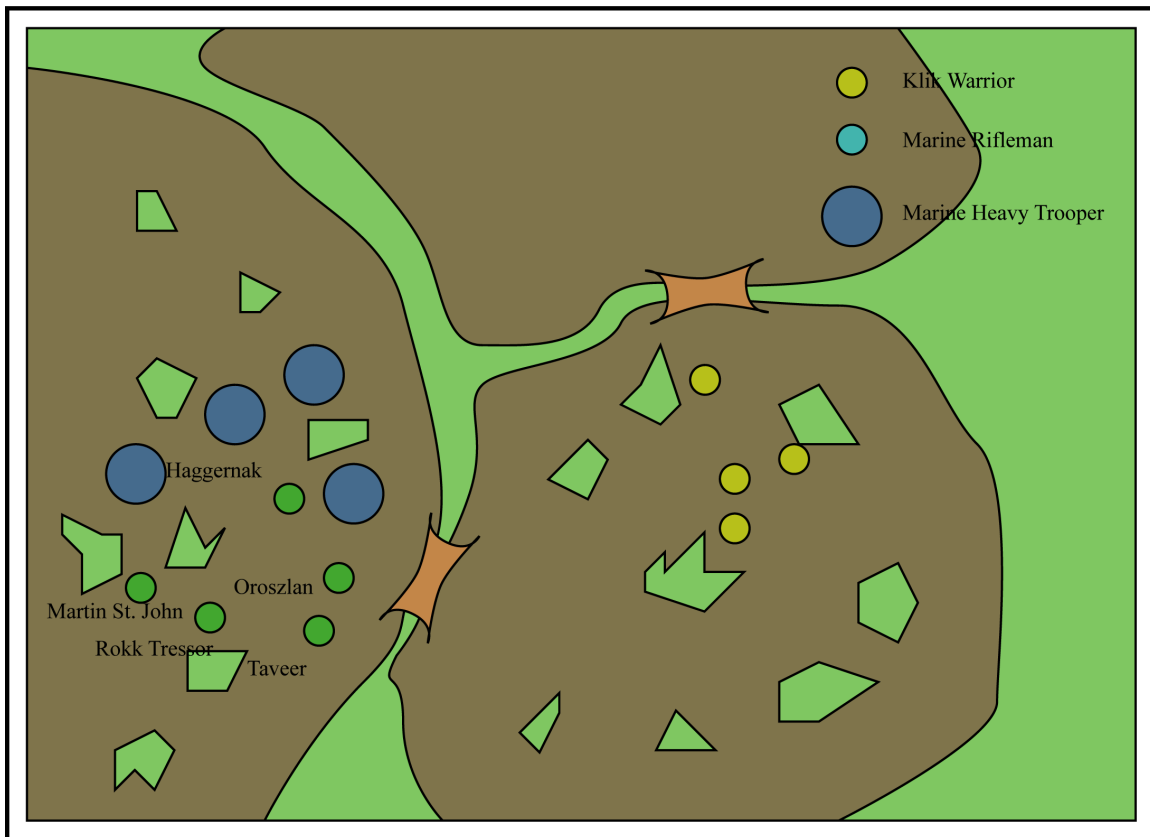 Klik Warrior
Marine Rifleman
Marine Heavy Trooper
Haggernak
Oroszlan
Martin St. John
Rokk Tressor
Taveer